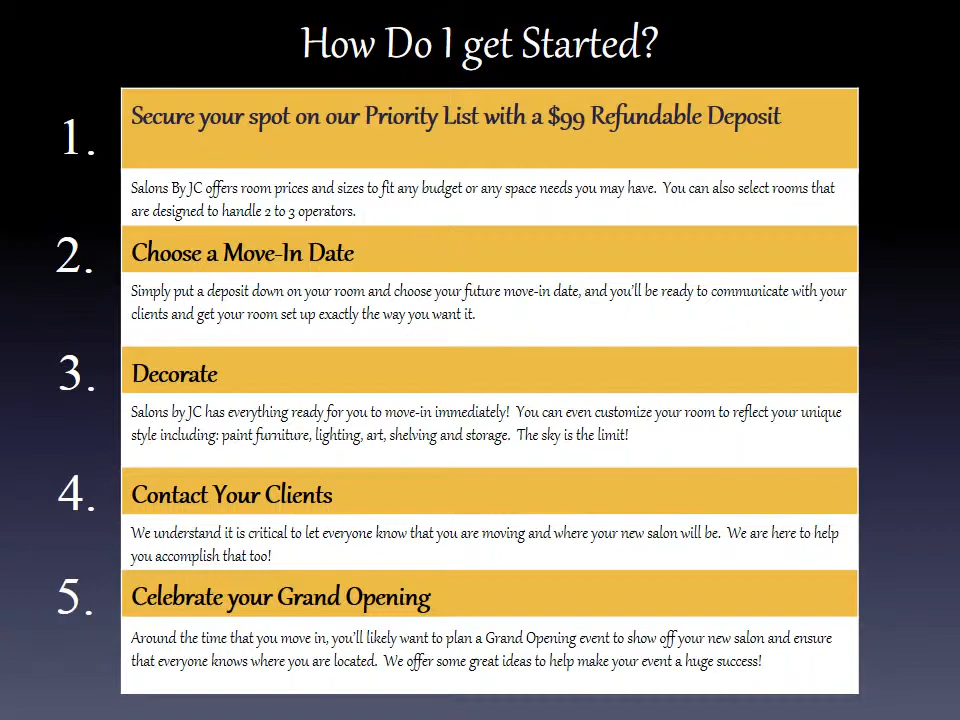 How Do I get Started?
1.
Secure your spot on our Priority List with a $99 Refundable Deposit
Salons By JC offers room prices and sizes to fit any budget or any space needs you may have.  You can also select rooms that
are designed to handle 2 to 3 operators.
2.
Choose a Move-In Date
Simply put a deposit down on your room and choose your future move-in date, and you'll be ready to communicate with your
clients and get your room set up exactly the way you want it.
3.
Decorate
Salons by JC has everything ready for you to move-in immediately!  You can even customize your room to reflect your unique
style including: paint furniture, lighting, art, shelving and storage.  The sky is the limit!
4.
Contact Your Clients
We understand it is critical to let everyone know that you are moving and where your new salon will be.  We are here to help
you accomplish that too!
5.
Celebrate your Grand Opening
Around the time that you move in, you'll likely want to plan a Grand Opening event to show off your new salon and ensure
that everyone knows where you are located.  We offer some great ideas to help make your event a huge success!